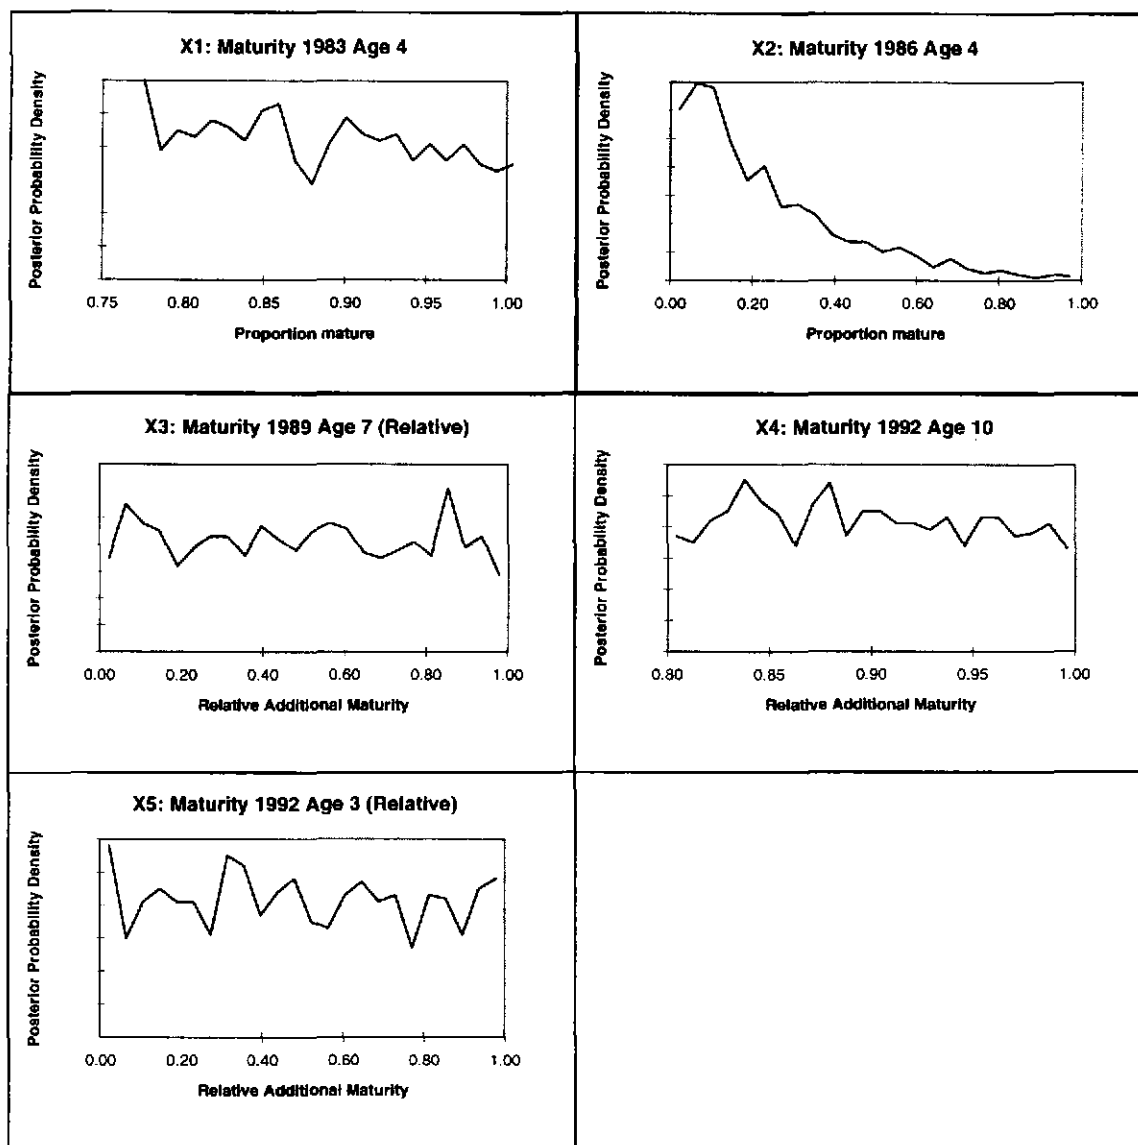 X1: Maturity 1983 Age 4
Posterior Probability Density
0.75 0.80 0.85 0.90 0.95 1.00
Proportion mature
X2: Maturity 1986 Age 4
Posterior Probability Density
0.00 0.20 0.40 0.60 0.80 1.00
Proportion mature
X3: Maturity 1989 Age 7 (Relative)
Posterior Probability Density
0.00 0.20 0.40 0.60 0.80 1.00
Relative Additional Maturity
X4: Maturity 1992 Age 10
Posterior Probability Density
0.80 0.85 0.90 0.95 1.00
Relative Additional Maturity
X5: Maturity 1992 Age 3 (Relative)
Posterior Probability Density
0.00 0.20 0.40 0.60 0.80 1.00
Relative Additional Maturity